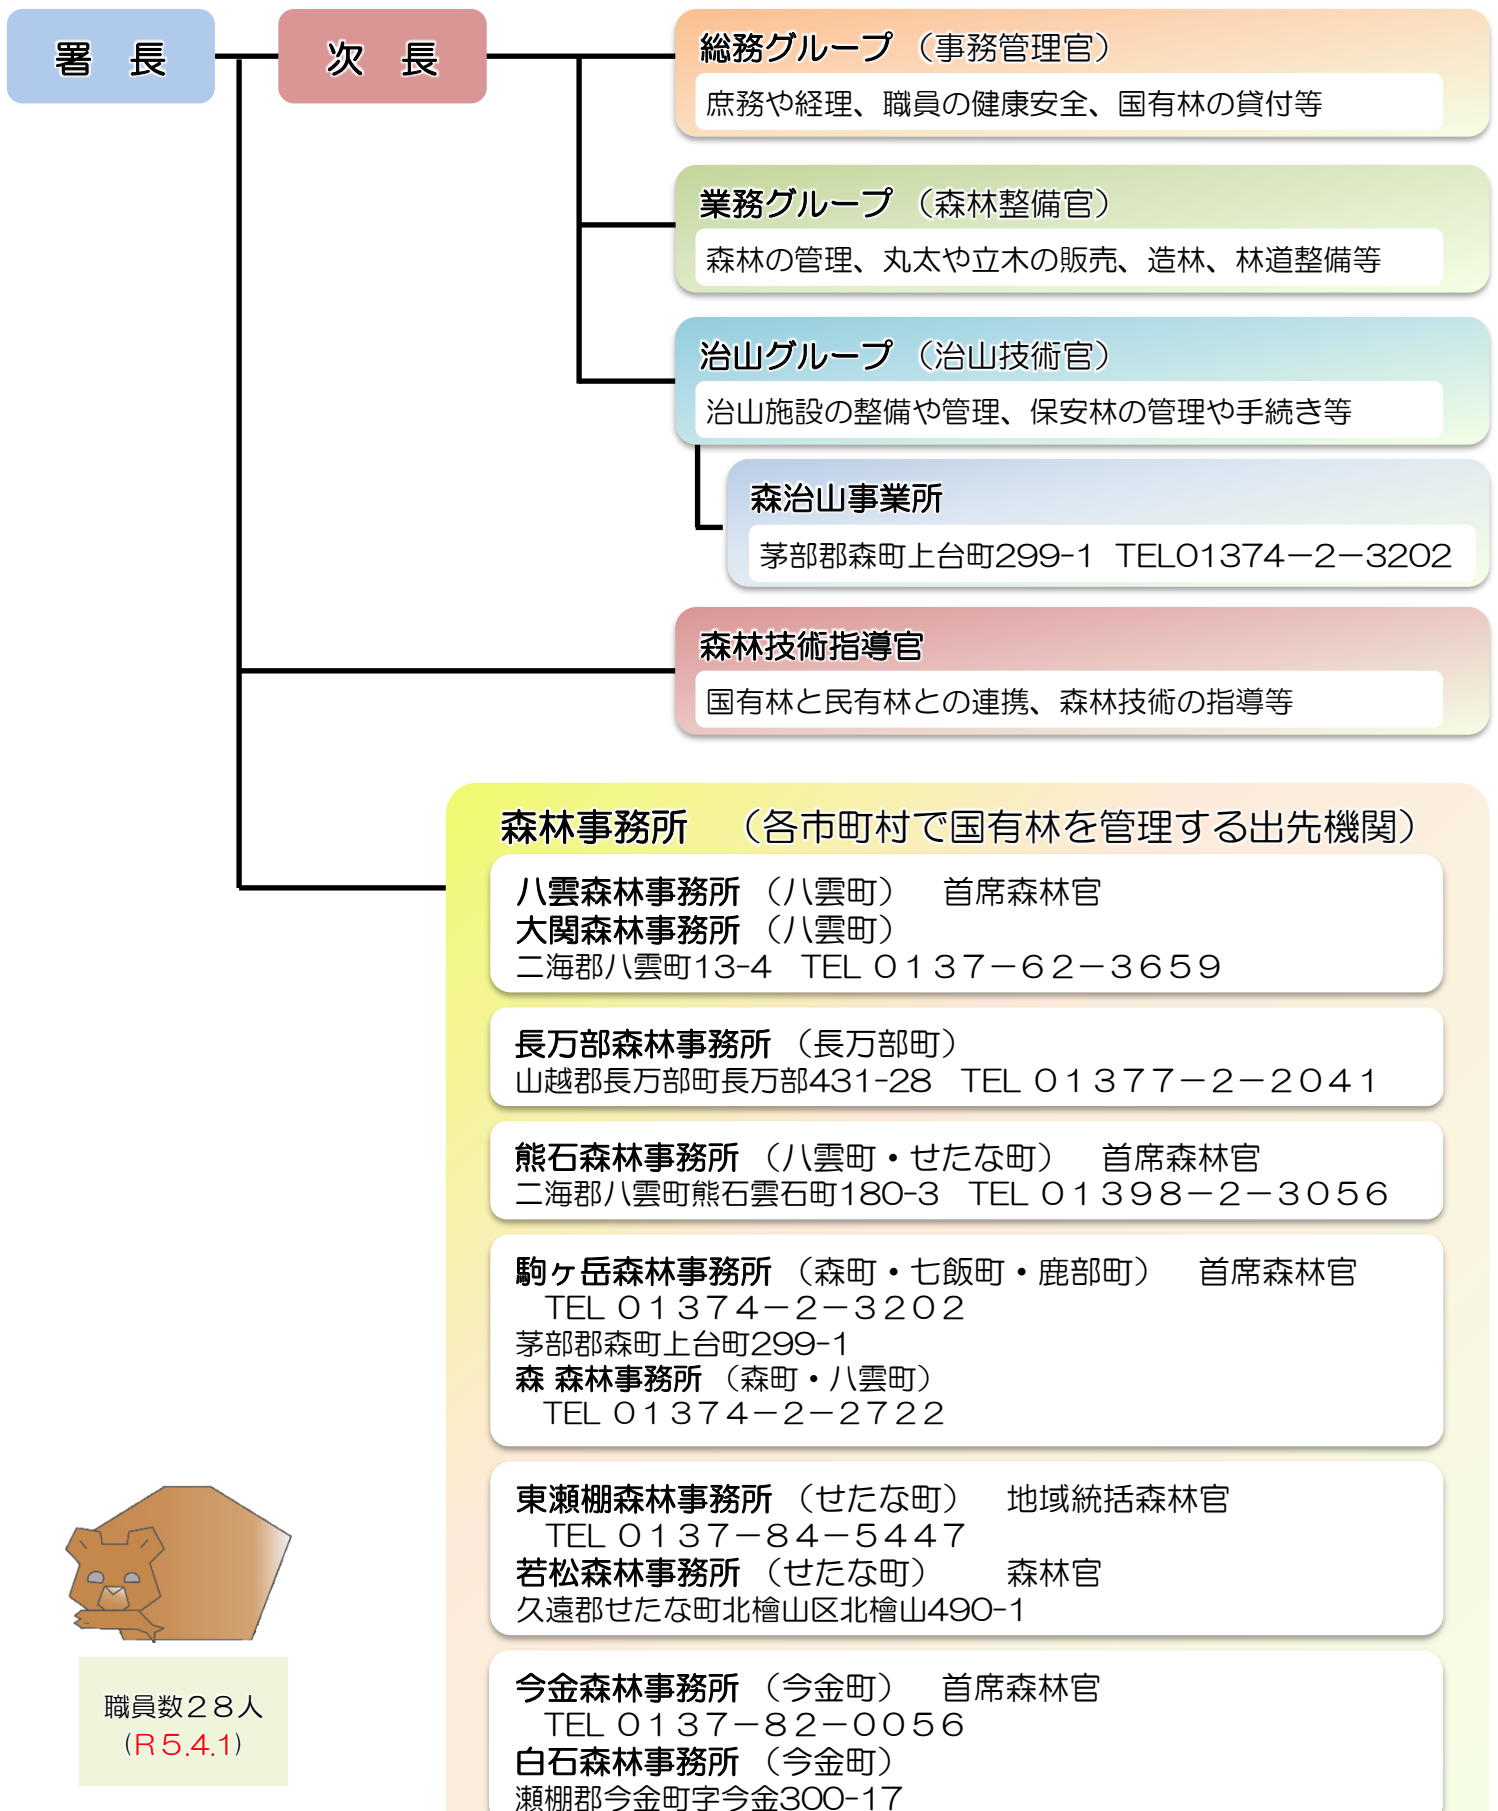 署　長
次　長
総務グループ（事務管理官）
庶務や経理、職員の健康安全、国有林の貸付等
業務グループ（森林整備官）
森林の管理、丸太や立木の販売、造林、林道整備等
治山グループ（治山技術官）
治山施設の整備や管理、保安林の管理や手続き等
森治山事業所
茅部郡森町上台町299-1 TEL01374－2－3202
森林技術指導官
国有林と民有林との連携、森林技術の指導等
森林事務所　（各市町村で国有林を管理する出先機関）
八雲森林事務所（八雲町）　首席森林官
大関森林事務所（八雲町）
二海郡八雲町13-4　TEL ０１３７－６２－３６５９
長万部森林事務所（長万部町）
山越郡長万部町長万部431-28　TEL ０１３７７－２－２０４１
熊石森林事務所（八雲町・せたな町）　首席森林官
二海郡八雲町熊石雲石町180-3　TEL ０１３９８－２－３０５６
駒ヶ岳森林事務所（森町・七飯町・鹿部町）　首席森林官
TEL ０１３７４－２－３２０２
茅部郡森町上台町299-1
森 森林事務所（森町・八雲町）
TEL ０１３７４－２－２７２２
東瀬棚森林事務所（せたな町）　地域統括森林官
TEL ０１３７－８４－５４４７
若松森林事務所（せたな町）　　森林官
久遠郡せたな町北檜山区北檜山490-1
今金森林事務所（今金町）　首席森林官
TEL ０１３７－８２－００５６
白石森林事務所（今金町）
瀬棚郡今金町字今金300-17
職員数２８人
（Ｒ５.４.１）